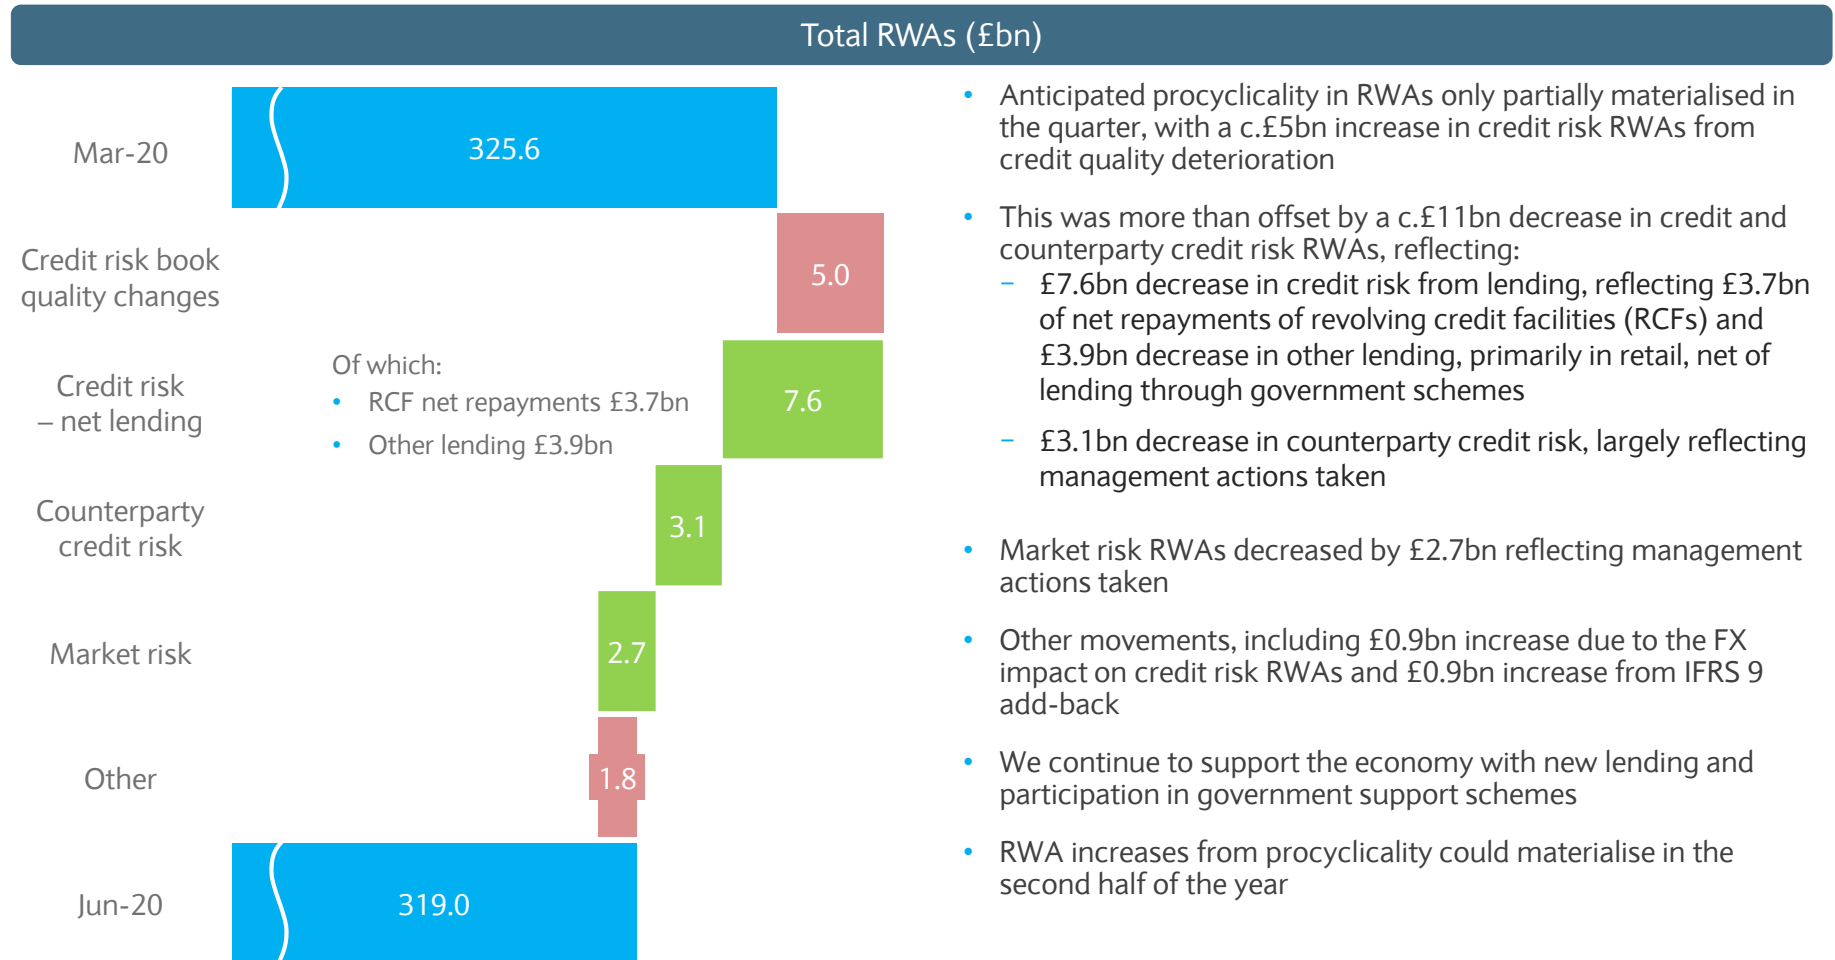 Total RWAs (£bn)
Mar-20
325.6
Credit risk book
quality changes
5.0
Credit risk
– net lending
Of which:
• RCF net repayments £3.7bn
• Other lending £3.9bn
7.6
Counterparty
credit risk
3.1
Market risk
2.7
Other
1.8
Jun-20
319.0
• Anticipated procyclicality in RWAs only partially materialised in
the quarter, with a c.£5bn increase in credit risk RWAs from
credit quality deterioration
• This was more than offset by a c.£11bn decrease in credit and
counterparty credit risk RWAs, reflecting:
– £7.6bn decrease in credit risk from lending, reflecting £3.7bn
of net repayments of revolving credit facilities (RCFs) and
£3.9bn decrease in other lending, primarily in retail, net of
lending through government schemes
– £3.1bn decrease in counterparty credit risk, largely reflecting
management actions taken
• Market risk RWAs decreased by £2.7bn reflecting management
actions taken
• Other movements, including £0.9bn increase due to the FX
impact on credit risk RWAs and £0.9bn increase from IFRS 9
add-back
• We continue to support the economy with new lending and
participation in government support schemes
• RWA increases from procyclicality could materialise in the
second half of the year